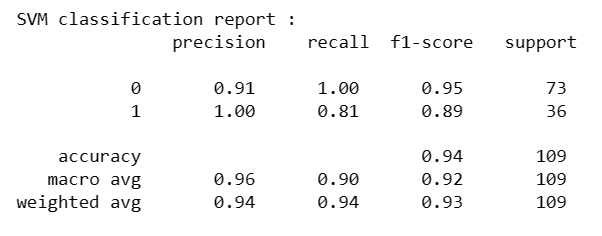 SVM classification report :
precision recall f1-score support
0 0.91 1.00 0.95 73
1 1.00 0.81 0.89 36
accuracy 0.94 109
macro avg 0.96 0.90 0.92 109
weighted avg 0.94 0.94 0.93 109